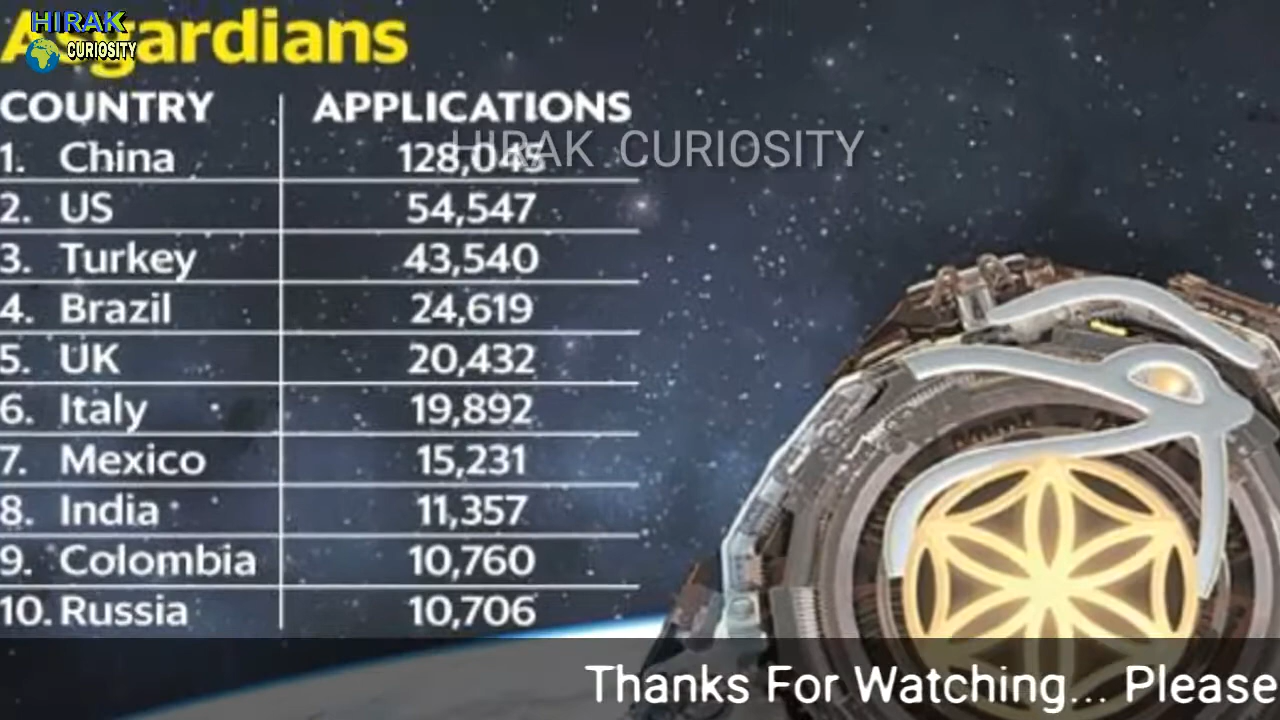 Asgardians
HIRAK
CURIOSITY
COUNTRY APPLICATIONS
HIRAK CURIOSITY
1. China 128,045
2. US 54,547
3. Turkey 43,540
4. Brazil 24,619
5. UK 20,432
6. Italy 19,892
7. Mexico 15,231
8. India 11,357
9. Colombia 10,760
10. Russia 10,706
Thanks For Watching... Please